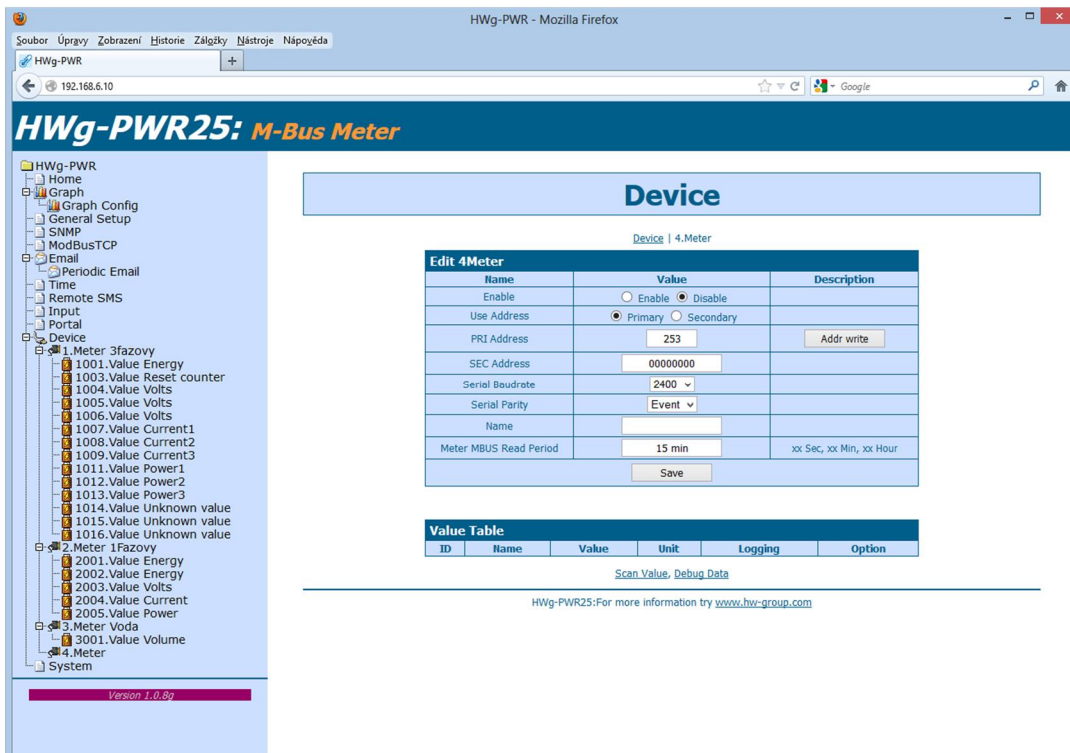 HWg-PWR - Mozilla Firefox
Soubor Úpravy Zobrazení Historie Záložky Nástroje Nápověda
HWg-PWR +
192.168.6.10 Google
HWg-PWR25: M-Bus Meter
HWg-PWR
Home
Graph
Graph Config
General Setup
SNMP
ModBusTCP
Email
Periodic Email
Time
Remote SMS
Input
Portal
Device
1.Meter 3fazovy
1001.Value Energy
1003.Value Reset counter
1004.Value Volts
1005.Value Volts
1006.Value Volts
1007.Value Current1
1008.Value Current2
1009.Value Current3
1011.Value Power1
1012.Value Power2
1013.Value Power3
1014.Value Unknown value
1015.Value Unknown value
1016.Value Unknown value
2.Meter 1Fazovy
2001.Value Energy
2002.Value Energy
2003.Value Volts
2004.Value Current
2005.Value Power
3.Meter Voda
3001.Value Volume
4.Meter
System
Version 1.0.8g
Device
Device | 4.Meter
Edit 4Meter
Name Value Description
Enable Enable Disable
Use Address Primary Secondary
PRI Address 253 Addr write
SEC Address 00000000
Serial Baudrate 2400
Serial Parity Event
Name
Meter MBUS Read Period 15 min xx Sec, xx Min, xx Hour
Save
Value Table
ID Name Value Unit Logging Option
Scan Value, Debug Data
HWg-PWR25:For more information try www.hw-group.com